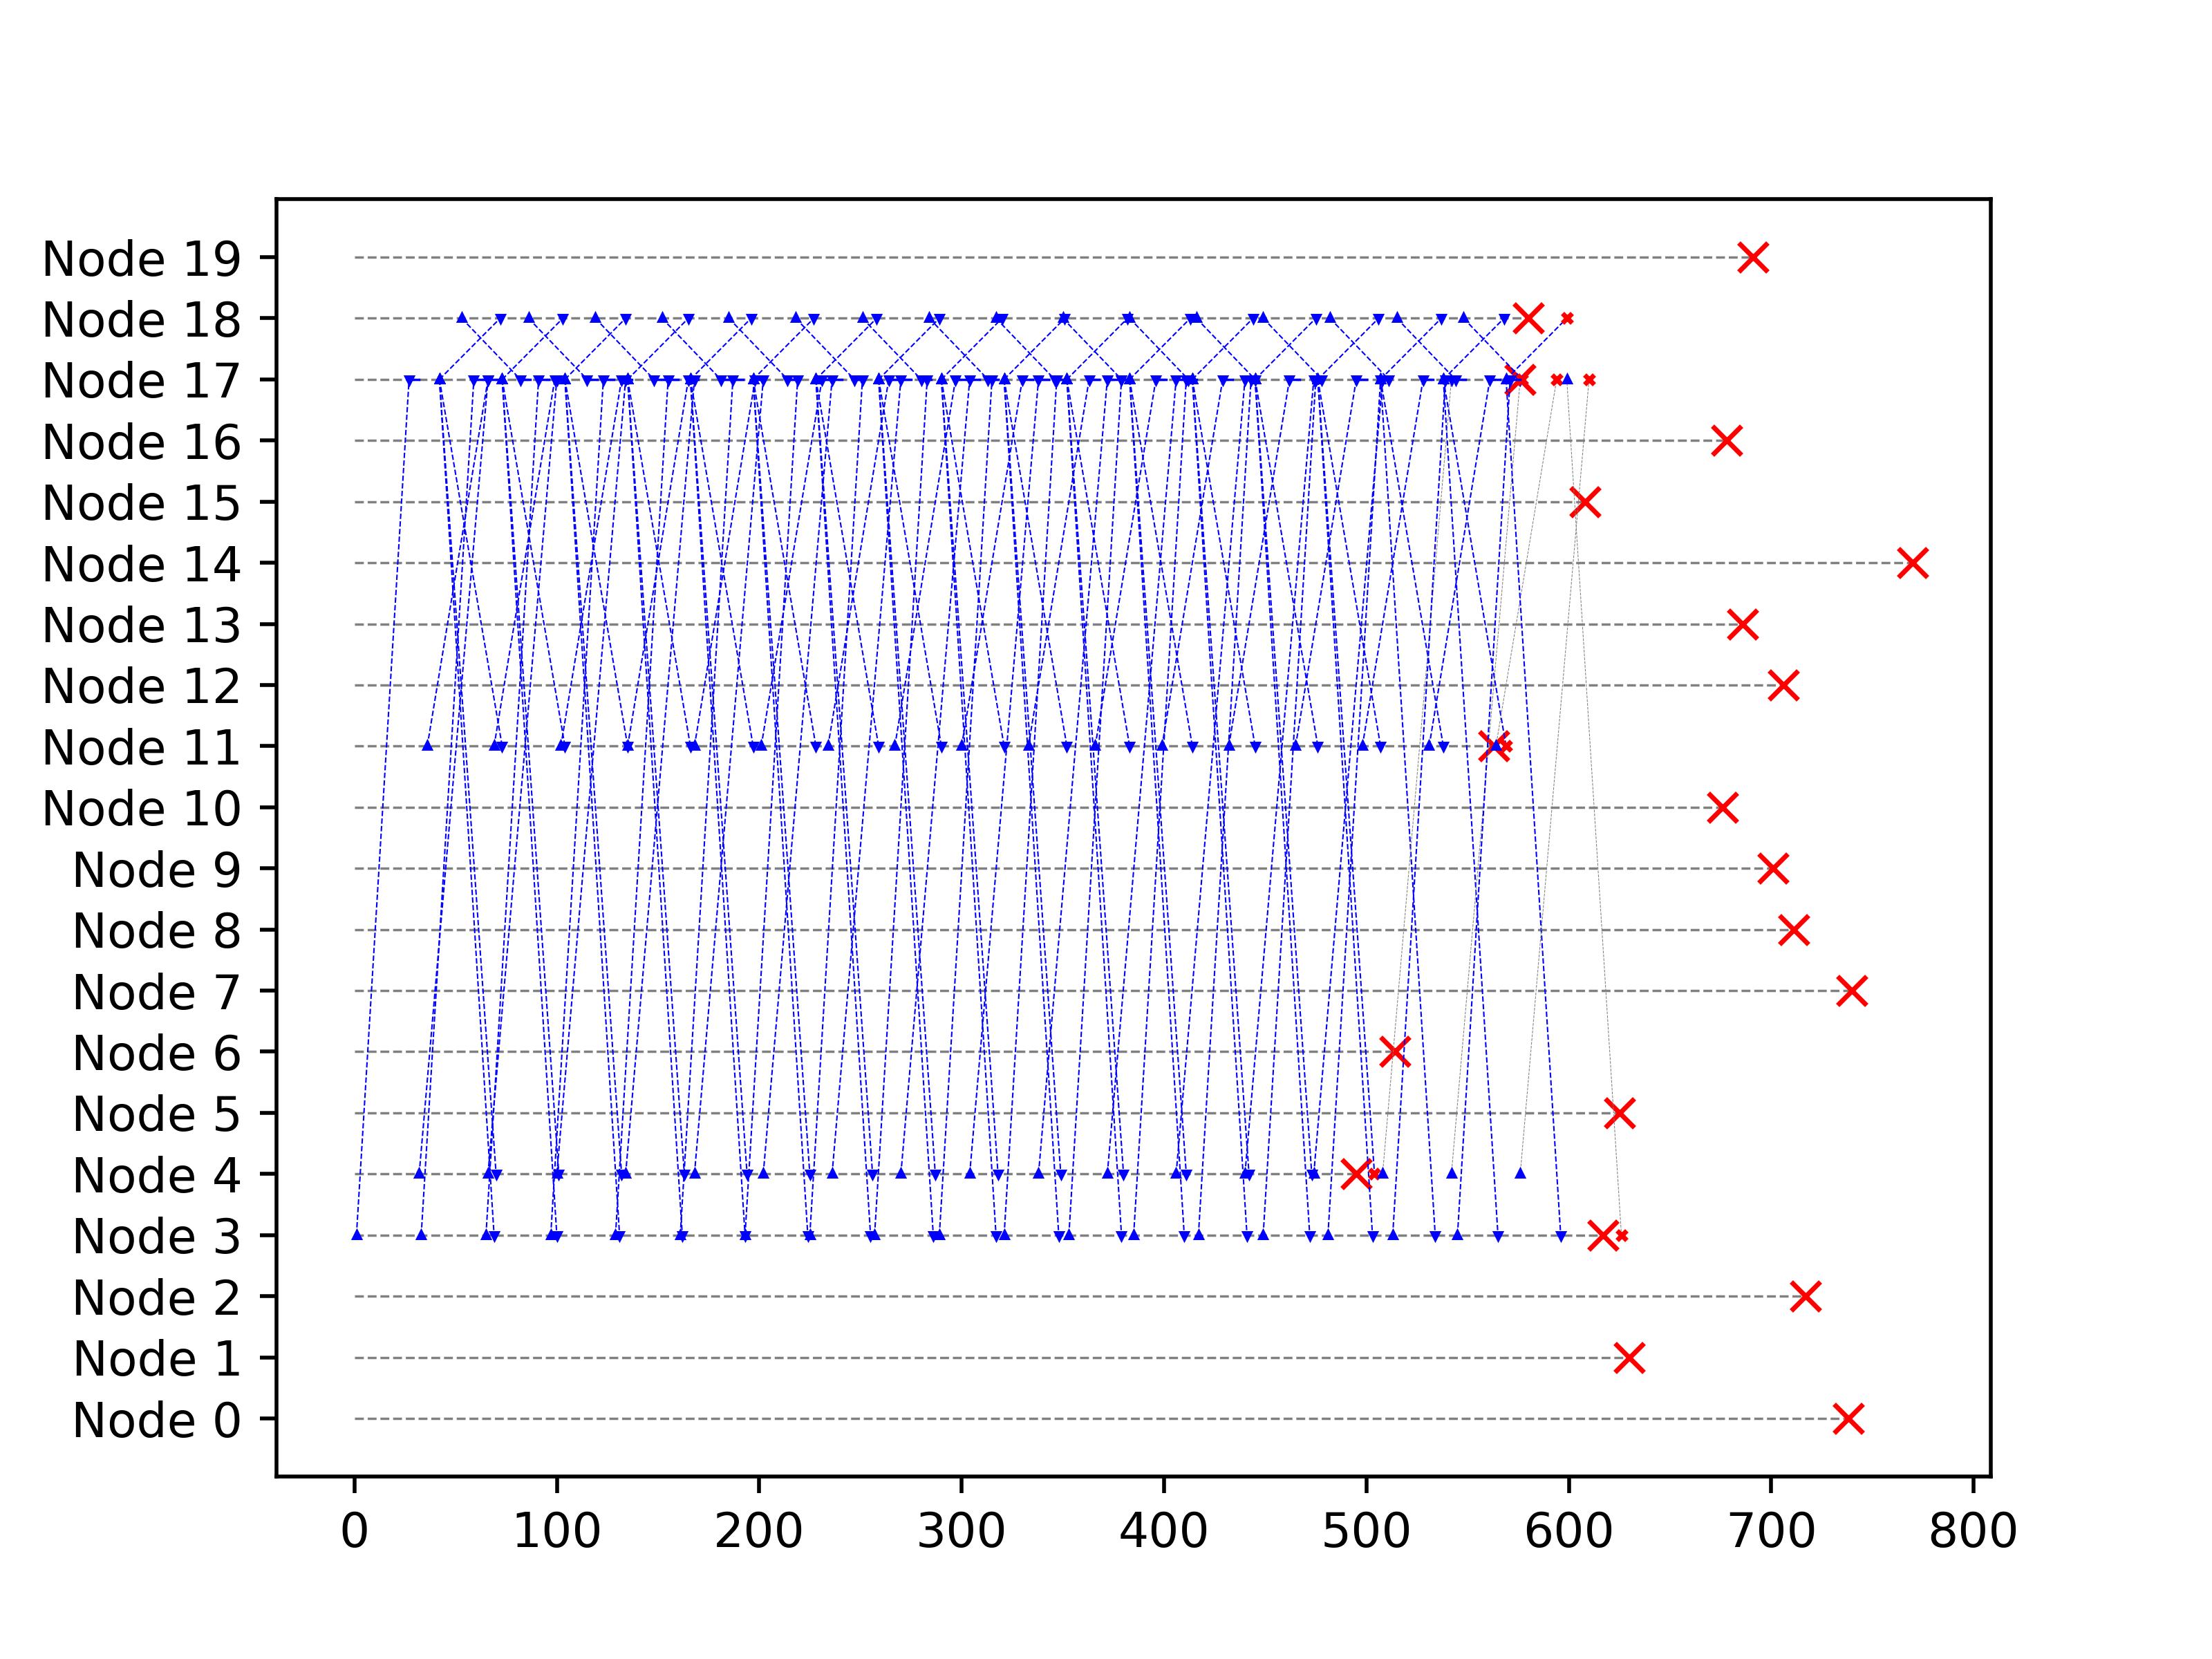 Node 19
Node 18
Node 17
Node 16
Node 15
Node 14
Node 13
Node 12
Node 11
Node 10
Node 9
Node 8
Node 7
Node 6
Node 5
Node 4
Node 3
Node 2
Node 1
Node 0
0 100 200 300 400 500 600 700 800